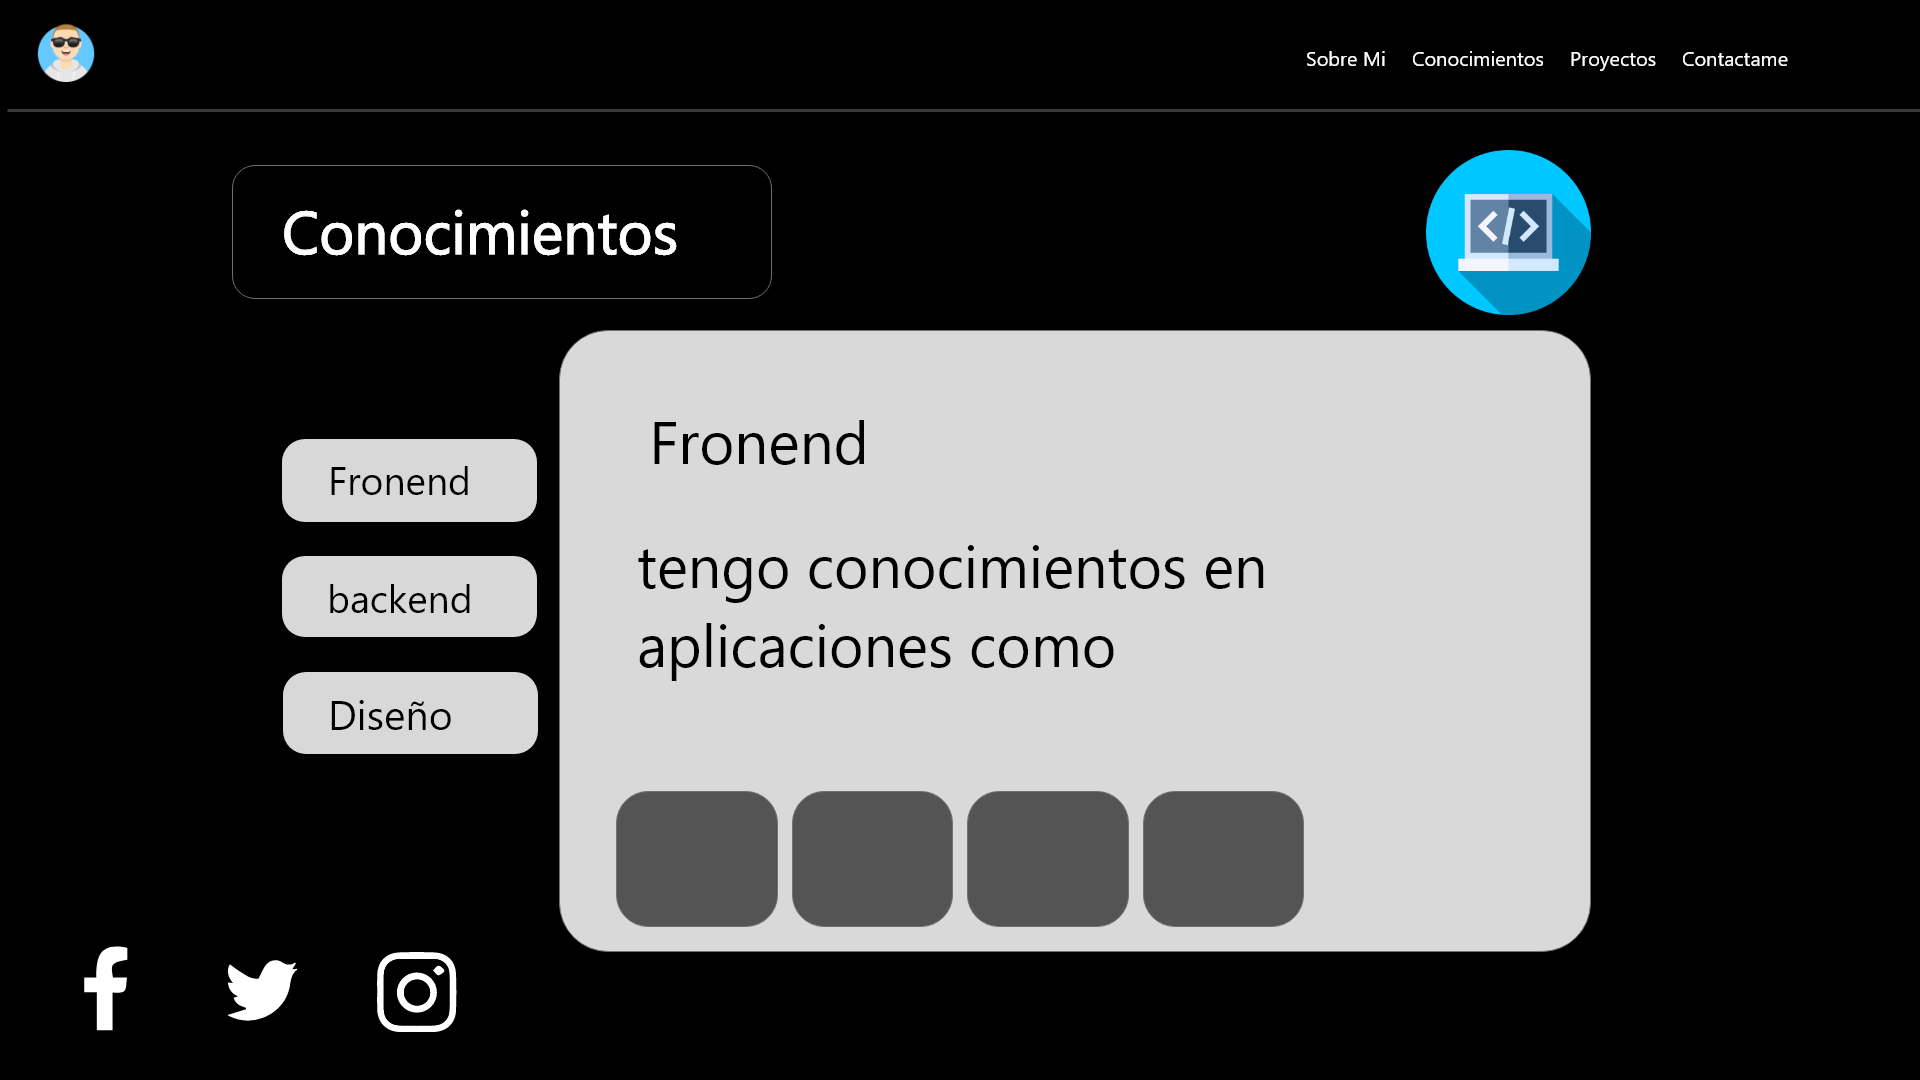 Sobre Mi Conocimientos Proyectos Contactame
Conocimientos
Fronend
backend
Diseño
Fronend
tengo conocimientos en
aplicaciones como